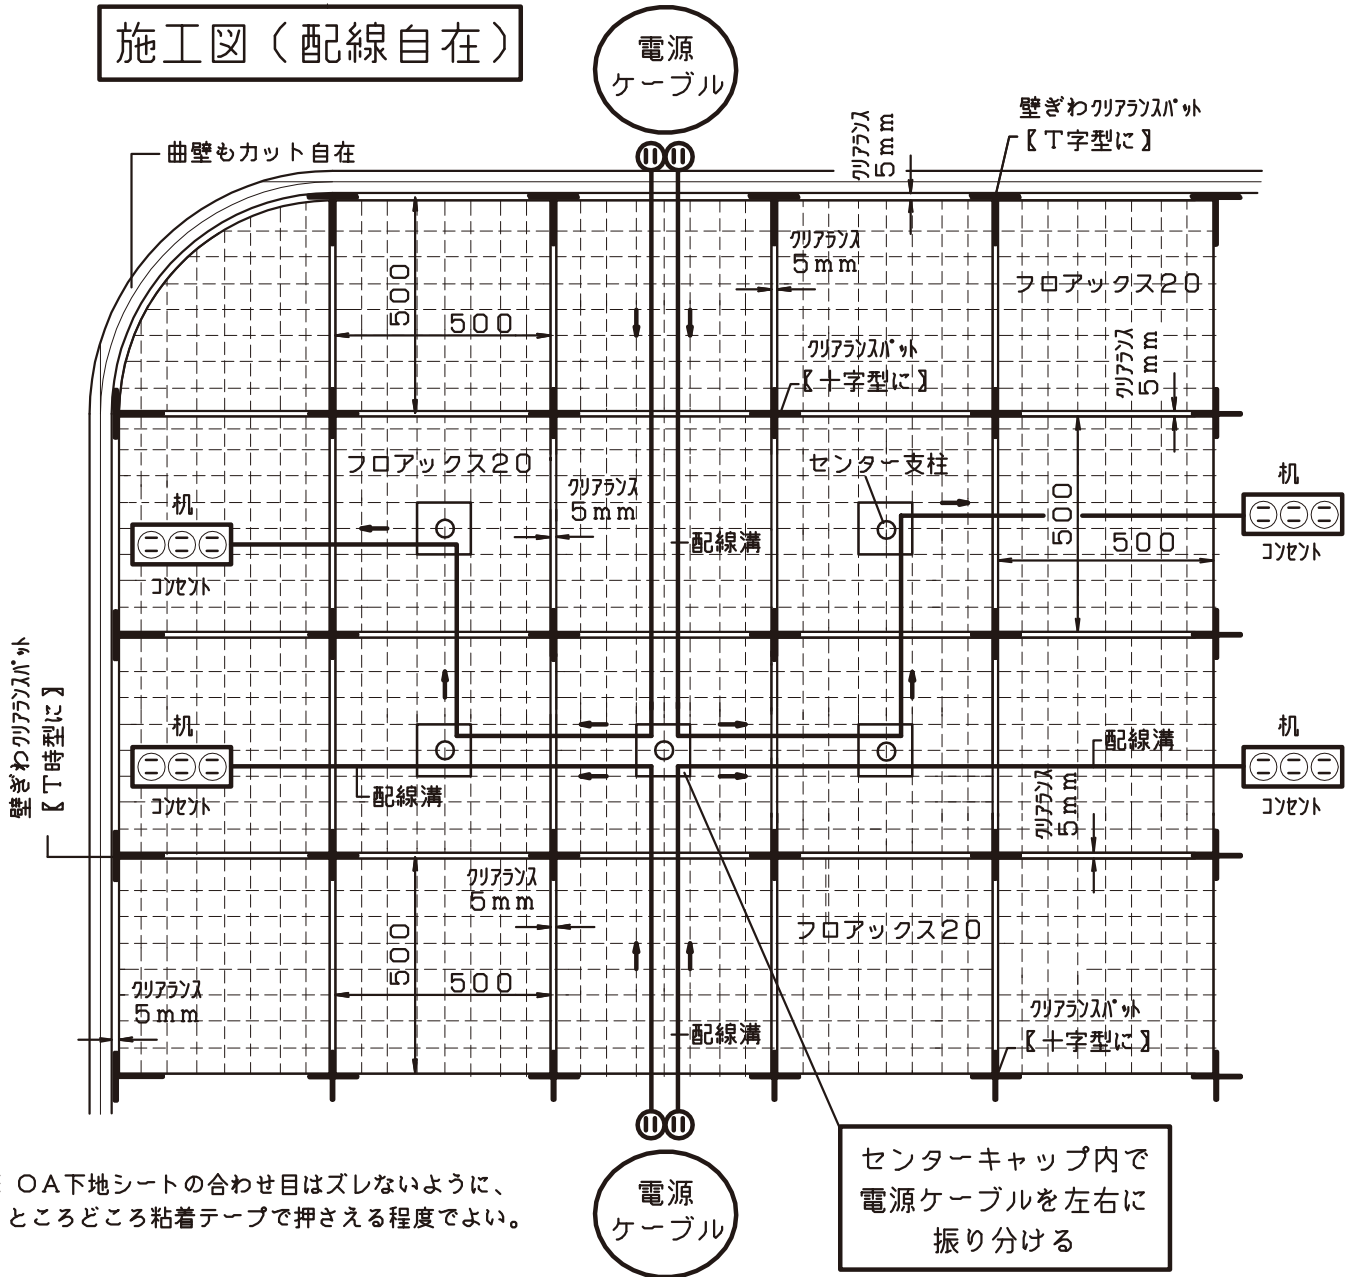 施工図（配線自在）
電源
ケーブル
曲壁もカット自在
クリアランス
5mm
壁ぎわクリアランスパット
【T字型に】
クリアランス
5mm
フロアックス20
500
500
クリアランスパット
【十字型に】
クリアランス
5mm
フロアックス20
クリアランス
5mm
センター支柱
机
コンセント
配線溝
500
500
机
コンセント
壁ぎわクリアランスパット
【T時型に】
机
コンセント
配線溝
配線溝
クリアランス
5mm
机
コンセント
クリアランス
5mm
フロアックス20
500
500
クリアランス
5mm
配線溝
クリアランスパット
【十字型に】
OA下地シートの合わせ目はズレないように、
ところどころ粘着テープで押さえる程度でよい。
電源
ケーブル
センターキャップ内で
電源ケーブルを左右に
振り分ける